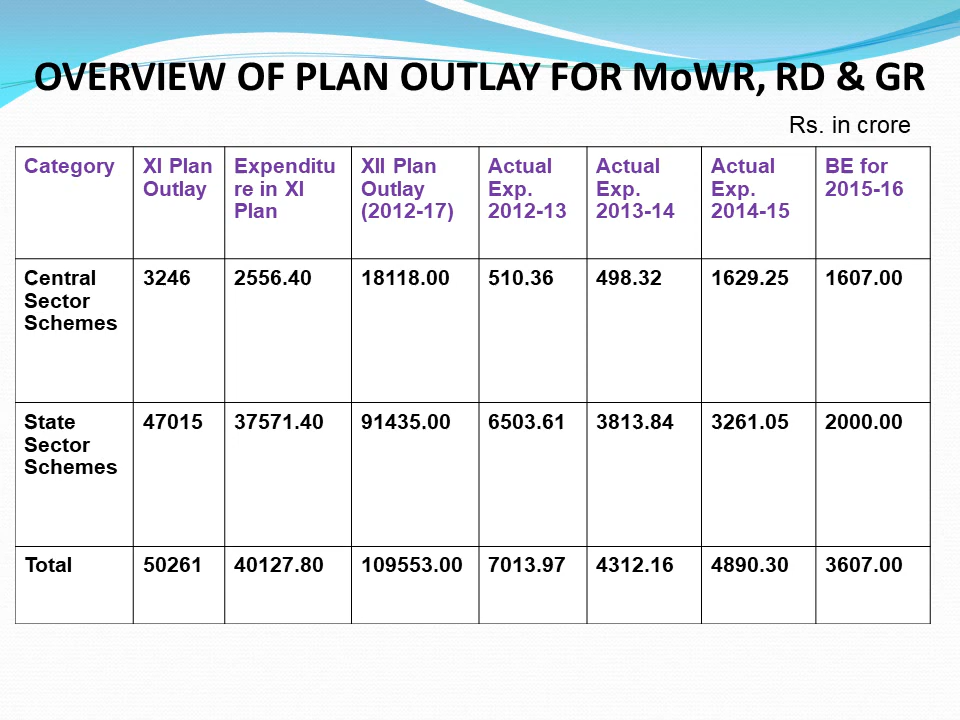 OVERVIEW OF PLAN OUTLAY FOR MoWR, RD & GR
Rs. in crore
Category
XI Plan
Outlay
Expenditu
re in XI
Plan
XII Plan
Outlay
(2012-17)
Actual
Exp.
2012-13
Actual
Exp.
2013-14
Actual
Exp.
2014-15
BE for
2015-16
Central
Sector
Schemes
3246
2556.40
18118.00
510.36
498.32
1629.25
1607.00
State
Sector
Schemes
47015
37571.40
91435.00
6503.61
3813.84
3261.05
2000.00
Total
50261
40127.80
109553.00
7013.97
4312.16
4890.30
3607.00